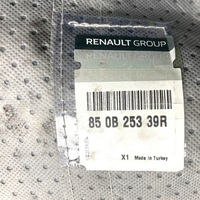 RENAULT GROUP
85 0B 253 39R
X1 Made in Turkey